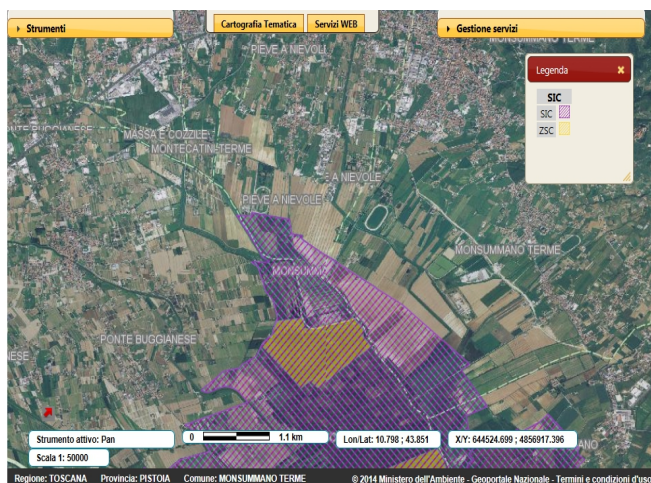 Strumenti
Cartografia Tematica
Servizi WEB
Gestione servizi
PIEVE A NIEVOLE
MONSUMMANO TERME
Legenda
SIC
SIC
ZSC
MASSA E COZZILE
MONTECATINI-TERME
PIEVE A NIEVOLE
MONSUMMANO TERME
PONTE BUGGIANESE
Strumento attivo: Pan
0 1.1 km
Lon/Lat: 10.798 ; 43.851
X/Y: 644524.699 ; 4856917.396
Scala 1: 50000
Regione: TOSCANA Provincia: PISTOIA Comune: MONSUMMANO TERME
© 2014 Ministero dell'Ambiente - Geoportale Nazionale - Termini e condizioni d'uso